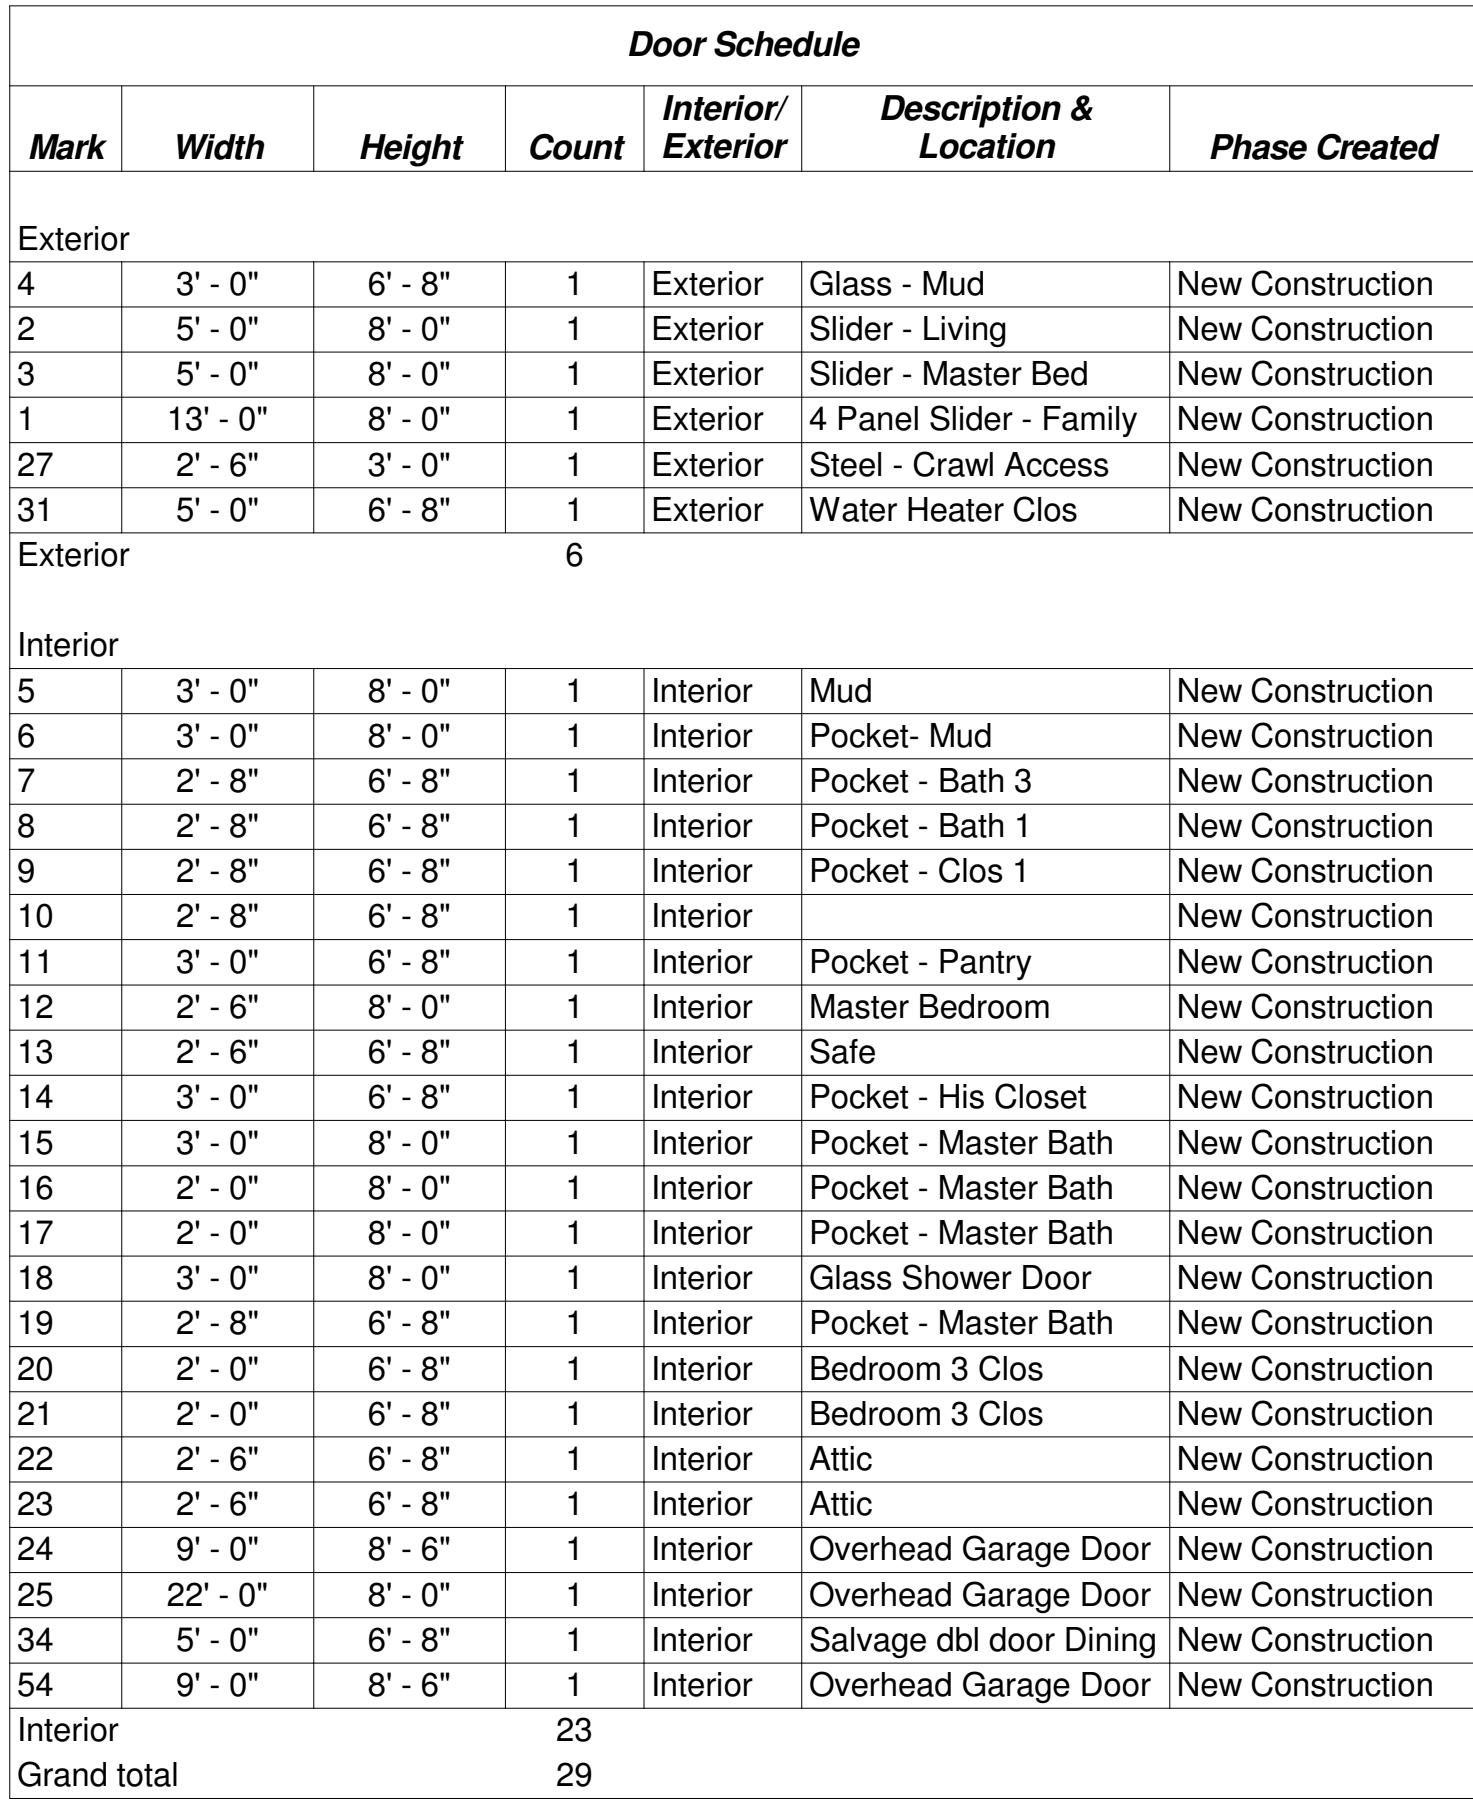 Door Schedule
Mark Width Height Count Interior/ Exterior Description & Location Phase Created
Exterior
4 3' - 0" 6' - 8" 1 Exterior Glass - Mud New Construction
2 5' - 0" 8' - 0" 1 Exterior Slider - Living New Construction
3 5' - 0" 8' - 0" 1 Exterior Slider - Master Bed New Construction
1 13' - 0" 8' - 0" 1 Exterior 4 Panel Slider - Family New Construction
27 2' - 6" 3' - 0" 1 Exterior Steel - Crawl Access New Construction
31 5' - 0" 6' - 8" 1 Exterior Water Heater Clos New Construction
Exterior 6
Interior
5 3' - 0" 8' - 0" 1 Interior Mud New Construction
6 3' - 0" 8' - 0" 1 Interior Pocket- Mud New Construction
7 2' - 8" 6' - 8" 1 Interior Pocket - Bath 3 New Construction
8 2' - 8" 6' - 8" 1 Interior Pocket - Bath 1 New Construction
9 2' - 8" 6' - 8" 1 Interior Pocket - Clos 1 New Construction
10 2' - 8" 6' - 8" 1 Interior New Construction
11 3' - 0" 6' - 8" 1 Interior Pocket - Pantry New Construction
12 2' - 6" 8' - 0" 1 Interior Master Bedroom New Construction
13 2' - 6" 6' - 8" 1 Interior Safe New Construction
14 3' - 0" 6' - 8" 1 Interior Pocket - His Closet New Construction
15 3' - 0" 8' - 0" 1 Interior Pocket - Master Bath New Construction
16 2' - 0" 8' - 0" 1 Interior Pocket - Master Bath New Construction
17 2' - 0" 8' - 0" 1 Interior Pocket - Master Bath New Construction
18 3' - 0" 8' - 0" 1 Interior Glass Shower Door New Construction
19 2' - 8" 6' - 8" 1 Interior Pocket - Master Bath New Construction
20 2' - 0" 6' - 8" 1 Interior Bedroom 3 Clos New Construction
21 2' - 0" 6' - 8" 1 Interior Bedroom 3 Clos New Construction
22 2' - 6" 6' - 8" 1 Interior Attic New Construction
23 2' - 6" 6' - 8" 1 Interior Attic New Construction
24 9' - 0" 8' - 6" 1 Interior Overhead Garage Door New Construction
25 22' - 0" 8' - 0" 1 Interior Overhead Garage Door New Construction
34 5' - 0" 6' - 8" 1 Interior Salvage dbl door Dining New Construction
54 9' - 0" 8' - 6" 1 Interior Overhead Garage Door New Construction
Interior 23
Grand total 29